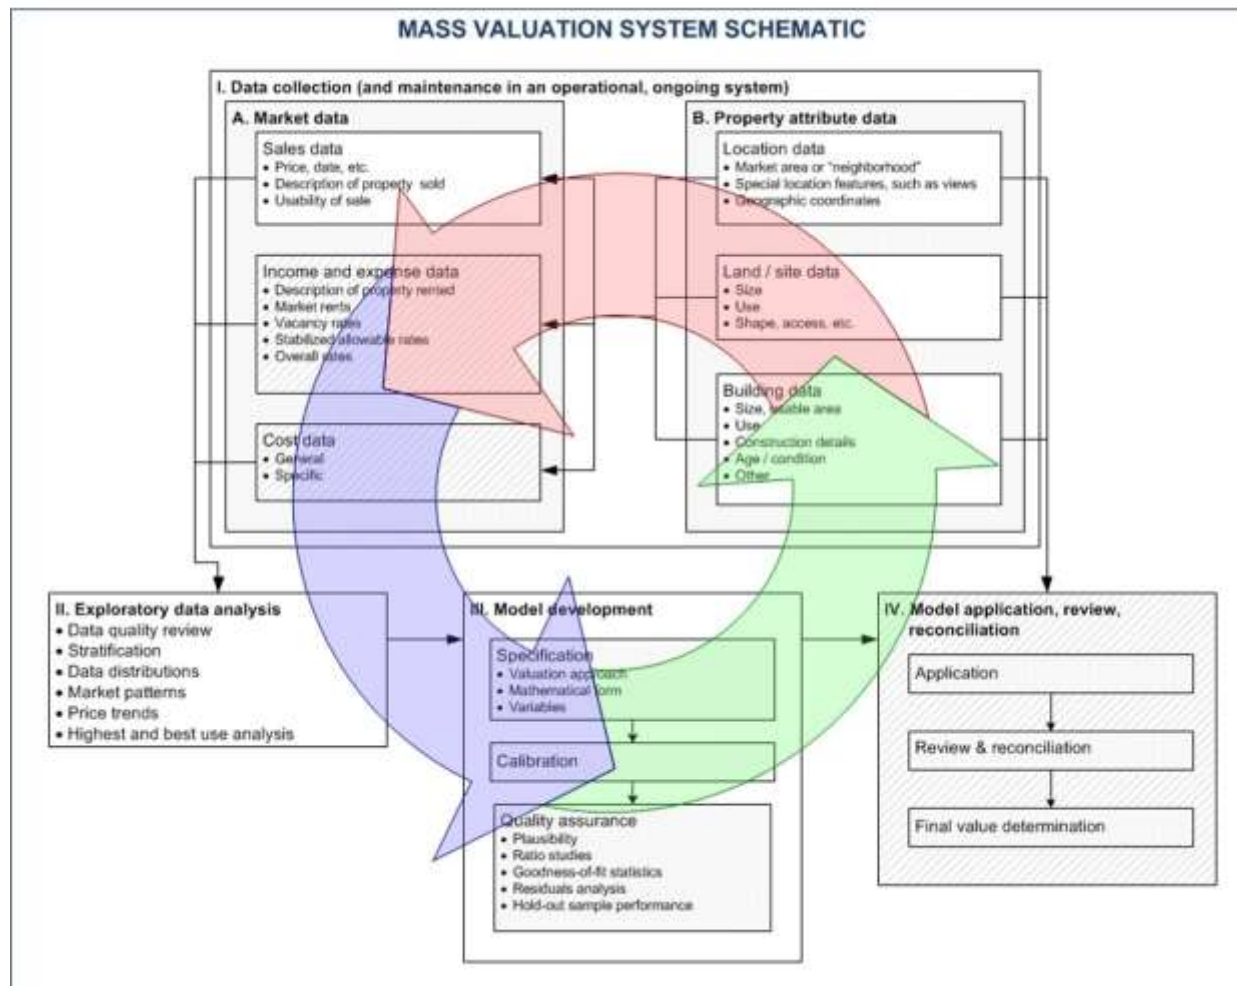 MASS VALUATION SYSTEM SCHEMATIC
I. Data collection (and maintenance in an operational, ongoing system)
A. Market data
Sales data
• Price, date, etc.
• Description of property sold
• Usability of sale
Income and expense data
• Description of property rented
• Market rents
• Vacancy rates
• Stabilized allowable rates
• Overall rates
Cost data
• General
• Specific
B. Property attribute data
Location data
• Market area or "neighborhood"
• Special location features, such as views
• Geographic coordinates
Land / site data
• Size
• Use
• Shape, access, etc.
Building data
• Size, usable area
• Use
• Construction details
• Age / condition
• Other
II. Exploratory data analysis
• Data quality review
• Stratification
• Data distributions
• Market patterns
• Price trends
• Highest and best use analysis
III. Model development
Specification
• Valuation approach
• Mathematical form
• Variables
Calibration
Quality assurance
• Plausibility
• Ratio studies
• Goodness-of-fit statistics
• Residuals analysis
• Hold-out sample performance
IV. Model application, review,
reconciliation
Application
Review & reconciliation
Final value determination